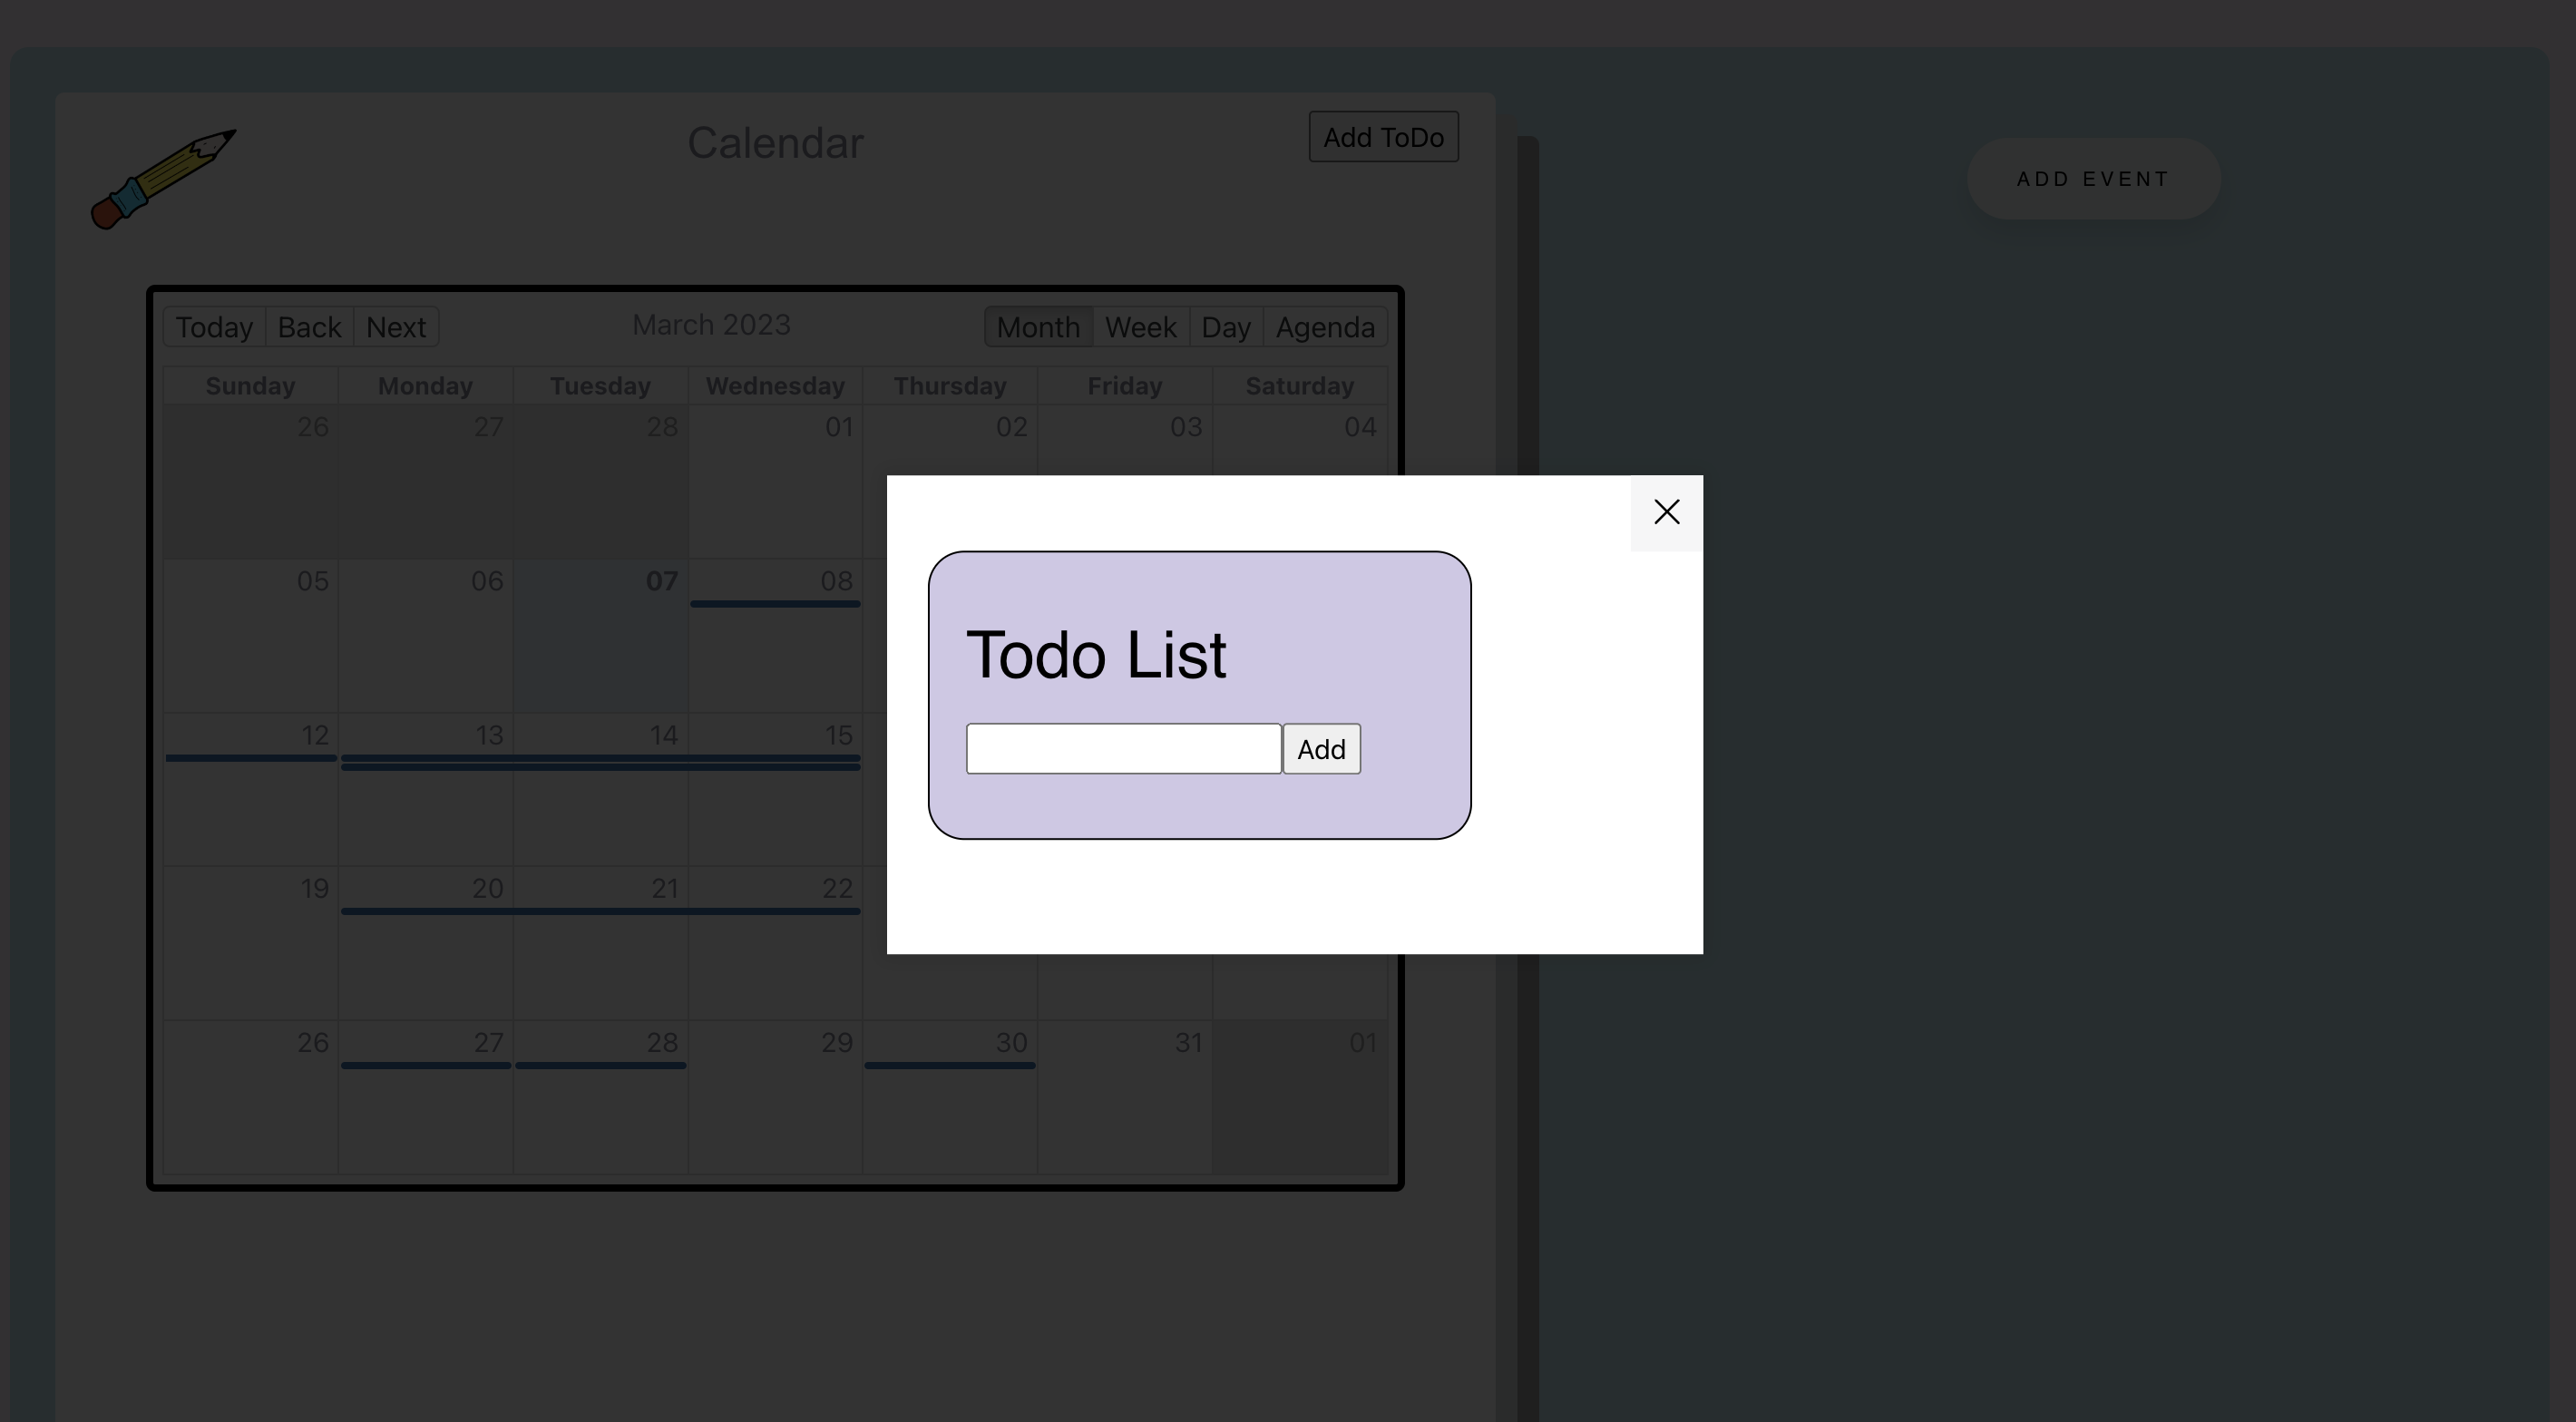 Calendar
Add ToDo
ADD EVENT
Today Back Next
March 2023
Month Week Day Agenda
Sunday Monday Tuesday Wednesday Thursday Friday Saturday
26 27 28 01 02 03 04
05 06 07 08
Todo List
Add
12 13 14 15
19 20 21 22
26 27 28 29 30 31 01